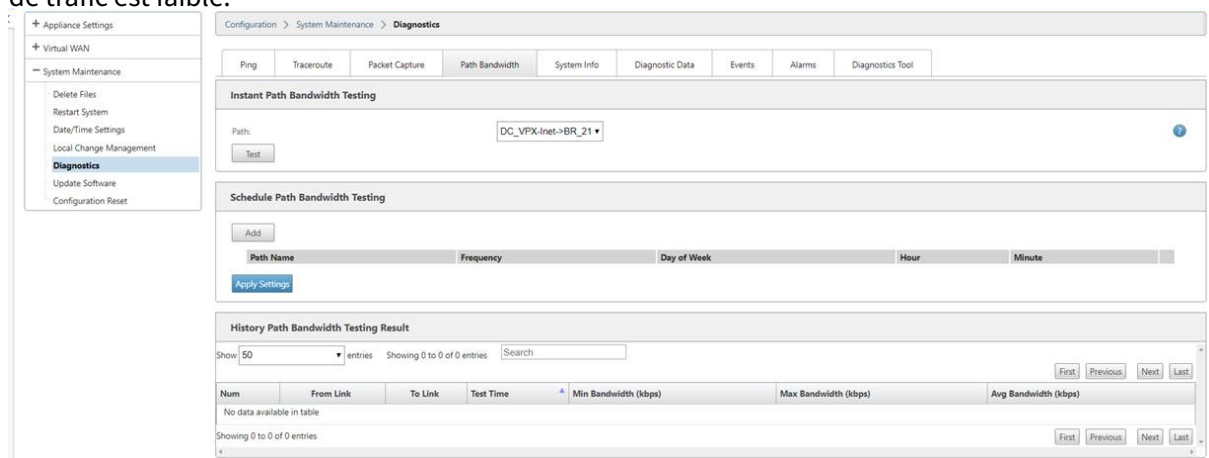 de trafic est faible.
+ Appliance Settings
+ Virtual WAN
− System Maintenance
Delete Files
Restart System
Date/Time Settings
Local Change Management
Diagnostics
Update Software
Configuration Reset
Configuration > System Maintenance > Diagnostics
Ping Traceroute Packet Capture Path Bandwidth System Info Diagnostic Data Events Alarms Diagnostics Tool
Instant Path Bandwidth Testing
Path: DC_VPX-Inet->BR_21 ▾ ?
Test
Schedule Path Bandwidth Testing
Add
Path Name Frequency Day of Week Hour Minute
Apply Settings
History Path Bandwidth Testing Result
Show 50 ▾ entries Showing 0 to 0 of 0 entries Search
First Previous Next Last
Num From Link To Link Test Time Min Bandwidth (kbps) Max Bandwidth (kbps) Avg Bandwidth (kbps)
No data available in table
Showing 0 to 0 of 0 entries First Previous Next Last